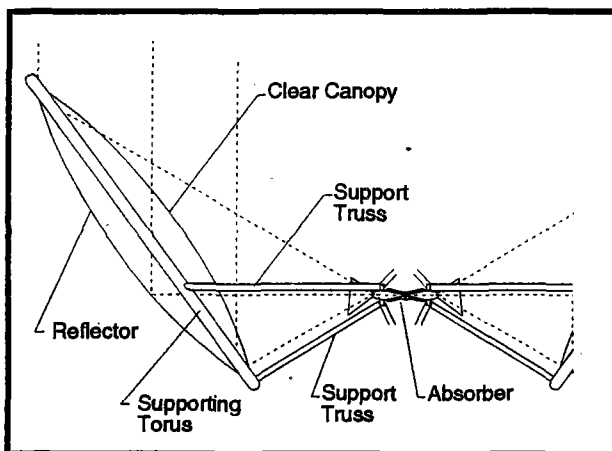 Clear Canopy
Support
Truss
Reflector
Supporting
Torus
Support
Truss
Absorber